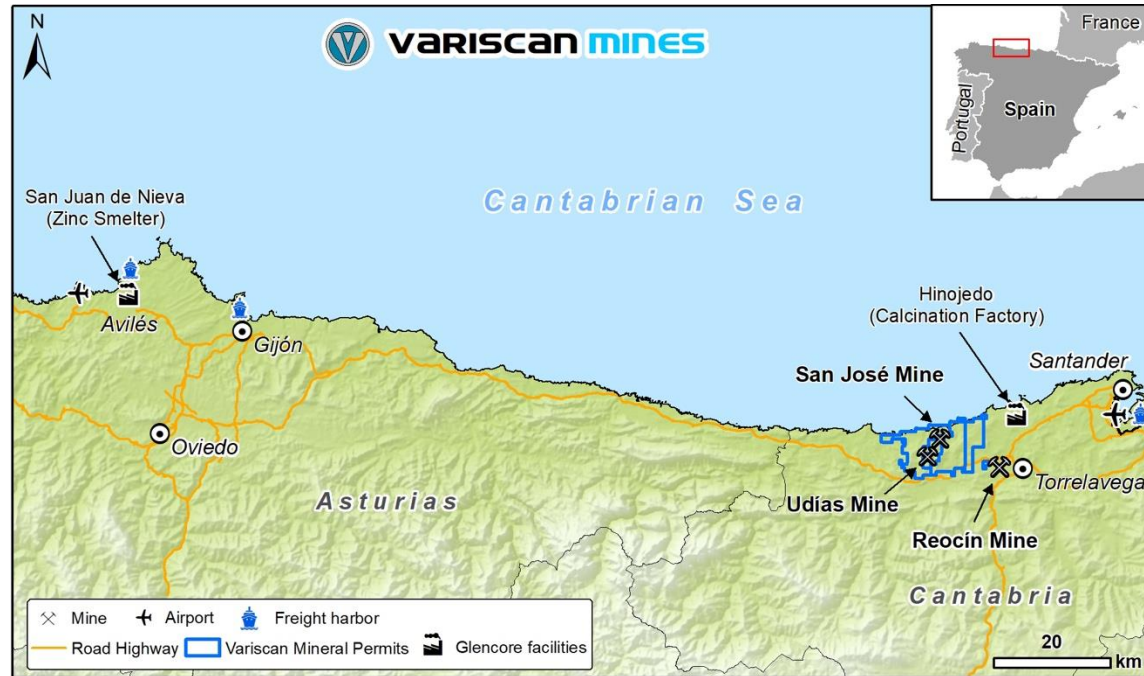 N
V VARISCAN MINES
France
Portugal
Spain
Cantabrian Sea
San Juan de Nieva
(Zinc Smelter)
Avilés
Gijón
Oviedo
Asturias
Hinojedo
(Calcination Factory)
Santander
San José Mine
Udías Mine
Torrelavega
Reocín Mine
Cantabria
Mine Airport Freight harbor
Road Highway Variscan Mineral Permits Glencore facilities
20
km